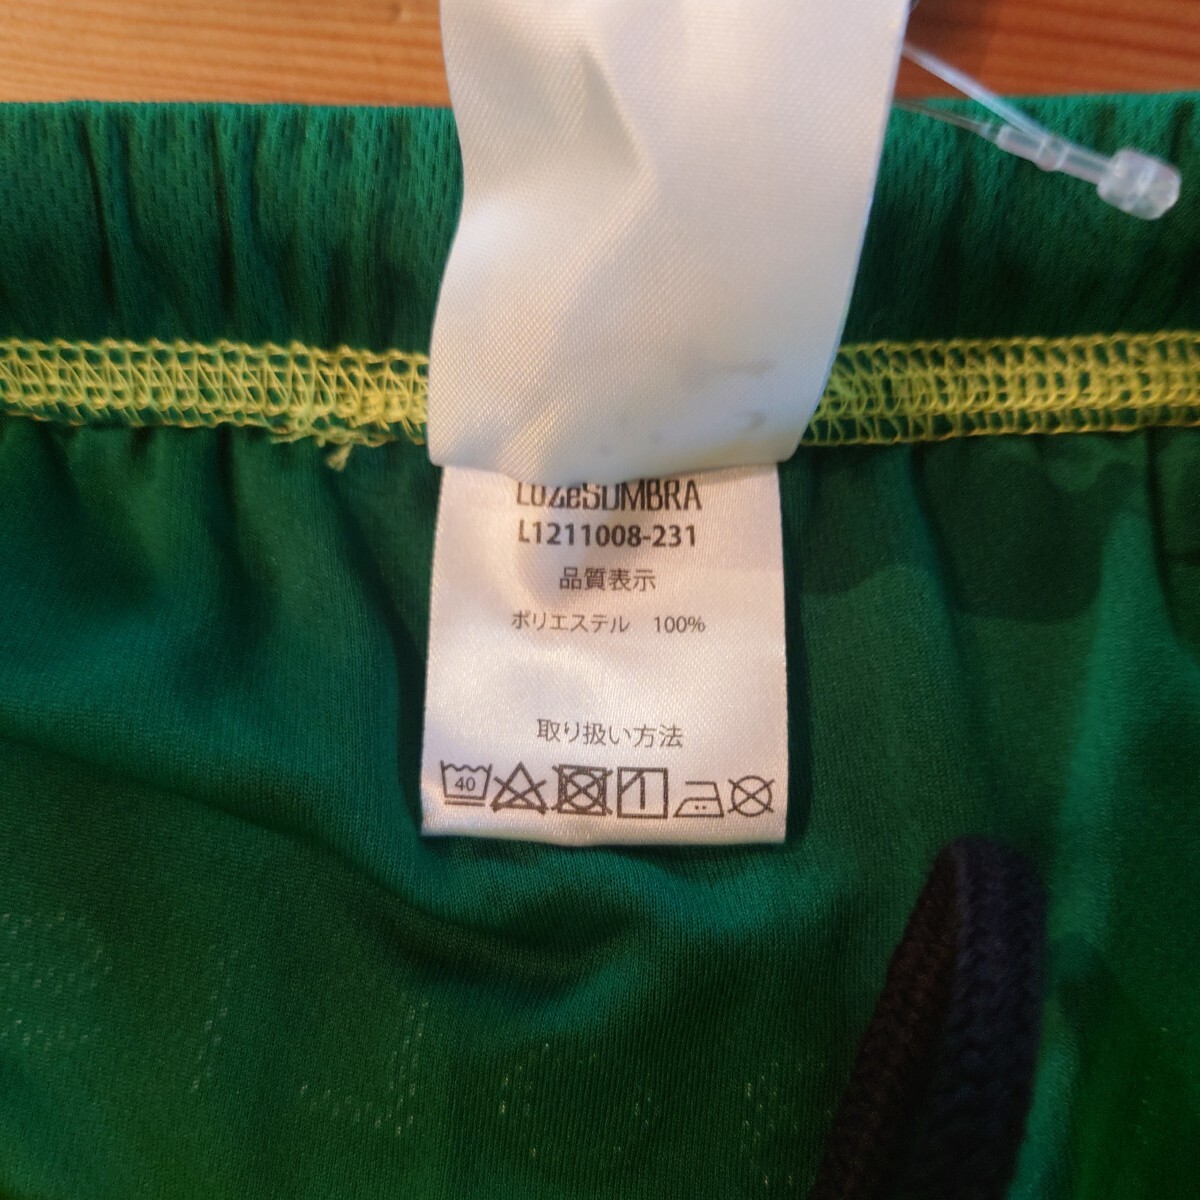 LUZeSOMBRA
L1211008-231
品質表示
ポリエステル 100%
取り扱い方法
40